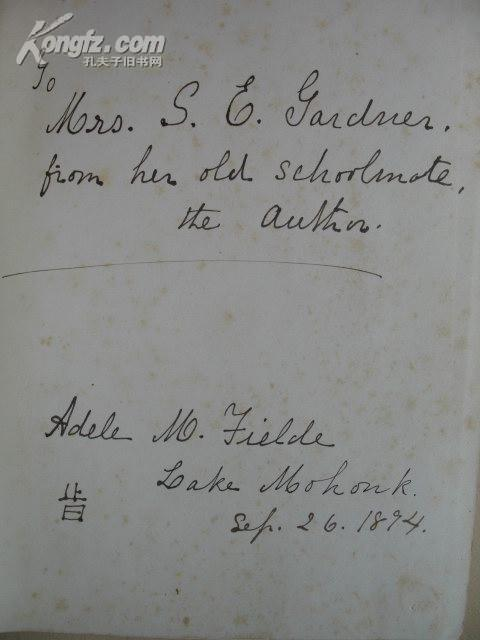 Kongfz.com
孔夫子旧书网
To
Mrs. S. E. Gardner,
from her old schoolmate,
the author.
Adele M. Fielde
Lake Mohonk.
Sep. 26. 1894.